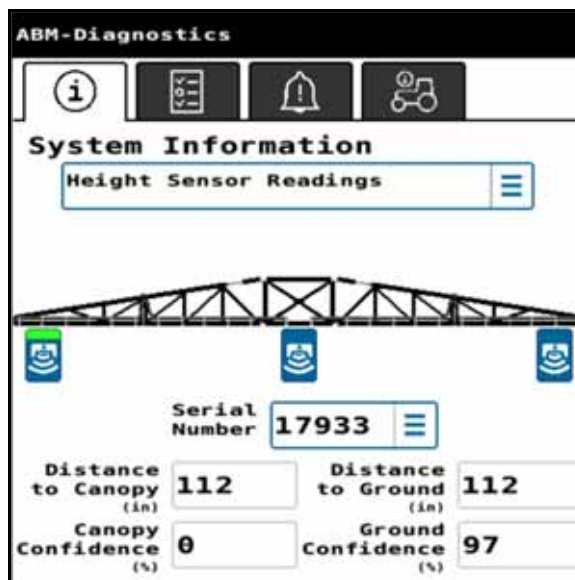 ABM-Diagnostics
System Information
Height Sensor Readings
Serial
Number
17933
Distance
to Canopy
(in)
112
Distance
to Ground
(in)
112
Canopy
Confidence
(%)
0
Ground
Confidence
(%)
97